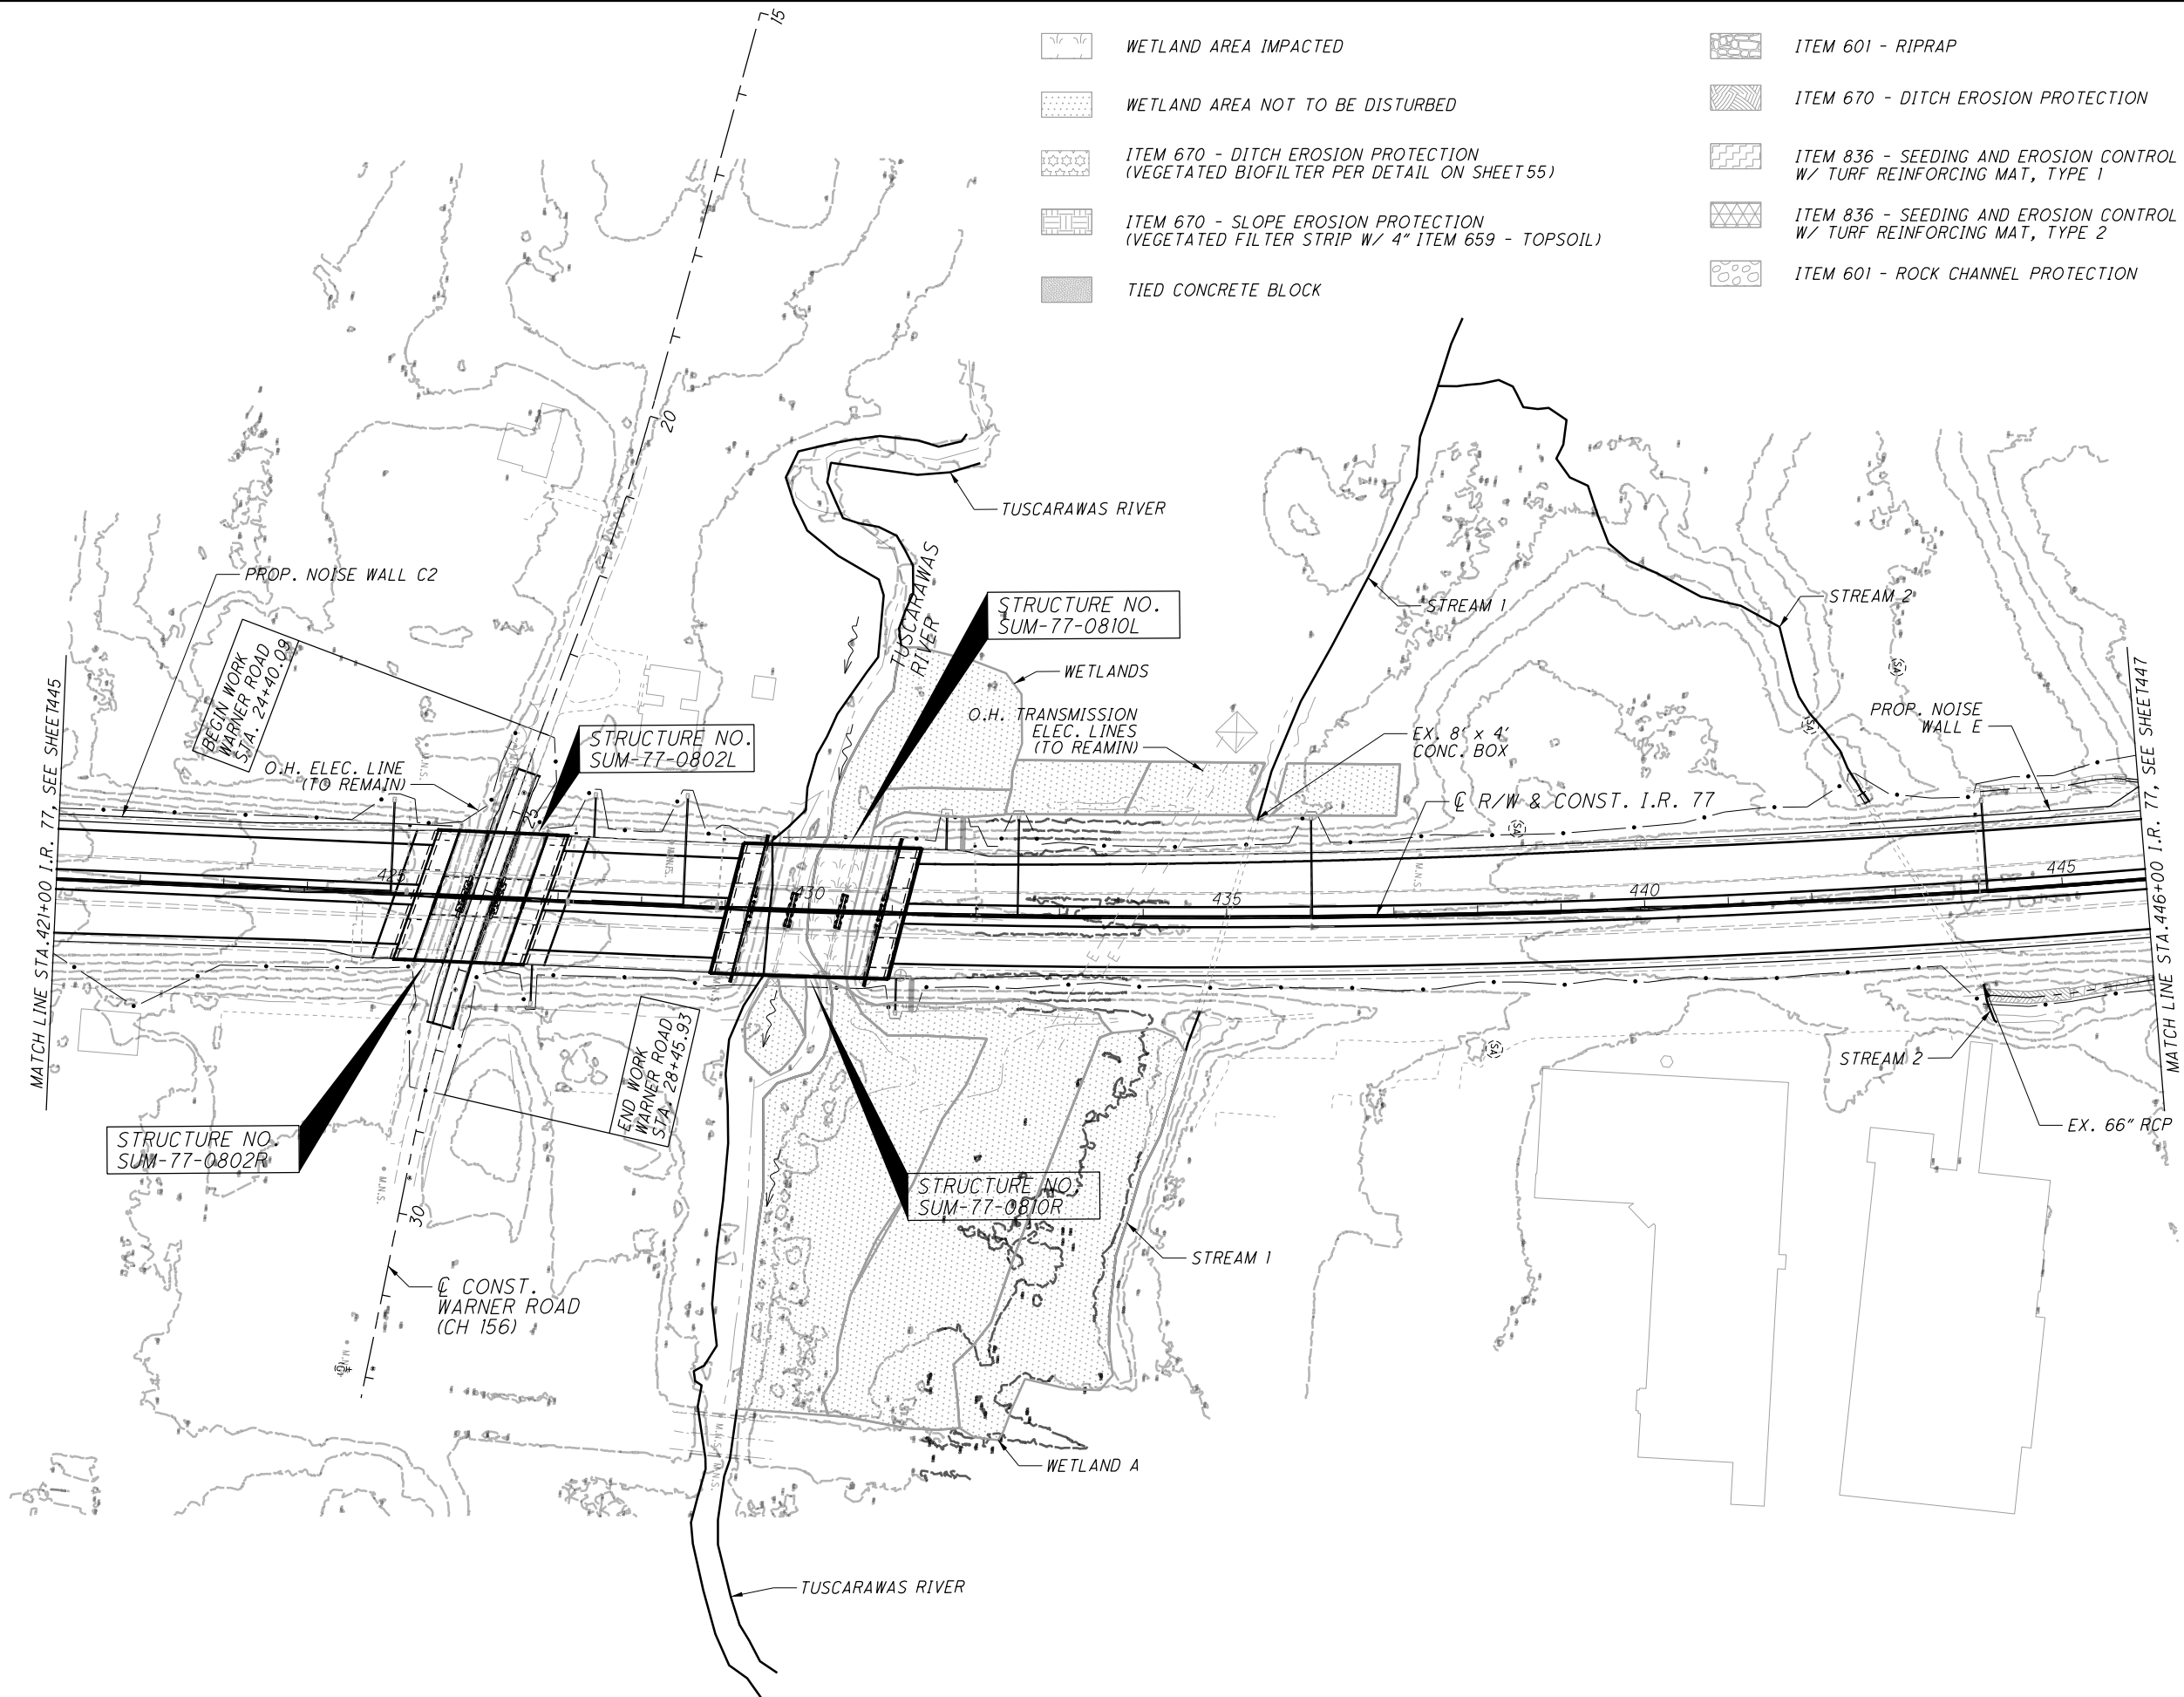 WETLAND AREA IMPACTED
WETLAND AREA NOT TO BE DISTURBED
ITEM 670 - DITCH EROSION PROTECTION
(VEGETATED BIOFILTER PER DETAIL ON SHEET 55)
ITEM 670 - SLOPE EROSION PROTECTION
(VEGETATED FILTER STRIP W/ 4" ITEM 659 - TOPSOIL)
TIED CONCRETE BLOCK
ITEM 601 - RIPRAP
ITEM 670 - DITCH EROSION PROTECTION
ITEM 836 - SEEDING AND EROSION CONTROL
W/ TURF REINFORCING MAT, TYPE 1
ITEM 836 - SEEDING AND EROSION CONTROL
W/ TURF REINFORCING MAT, TYPE 2
ITEM 601 - ROCK CHANNEL PROTECTION
15
20
TUSCARAWAS RIVER
TUSCARAWAS
RIVER
PROP. NOISE WALL C2
STRUCTURE NO.
SUM-77-0810L
STREAM 1
STREAM 2
BEGIN WORK
WARNER ROAD
STA. 24+40.09
WETLANDS
O.H. TRANSMISSION
ELEC. LINES
(TO REAMIN)
EX. 8' x 4'
CONC. BOX
PROP. NOISE
WALL E
STRUCTURE NO.
SUM-77-0802L
O.H. ELEC. LINE
(TO REMAIN)
℄ R/W & CONST. I.R. 77
MATCH LINE STA.421+00 I.R. 77, SEE SHEET445
MATCH LINE STA.446+00 I.R. 77, SEE SHEET447
25
425
430
435
440
445
(SA)
(SA)
(SA)
(SA)
M.N.S.
M.N.S.
M.N.S.
M.N.S.
E
E
END WORK
WARNER ROAD
STA. 28+45.93
STREAM 2
EX. 66" RCP
STRUCTURE NO.
SUM-77-0802R
STRUCTURE NO.
SUM-77-0810R
M.N.S.
30
STREAM 1
℄ CONST.
WARNER ROAD
(CH 156)
M.N.S.
M.N.S.
WETLAND A
TUSCARAWAS RIVER